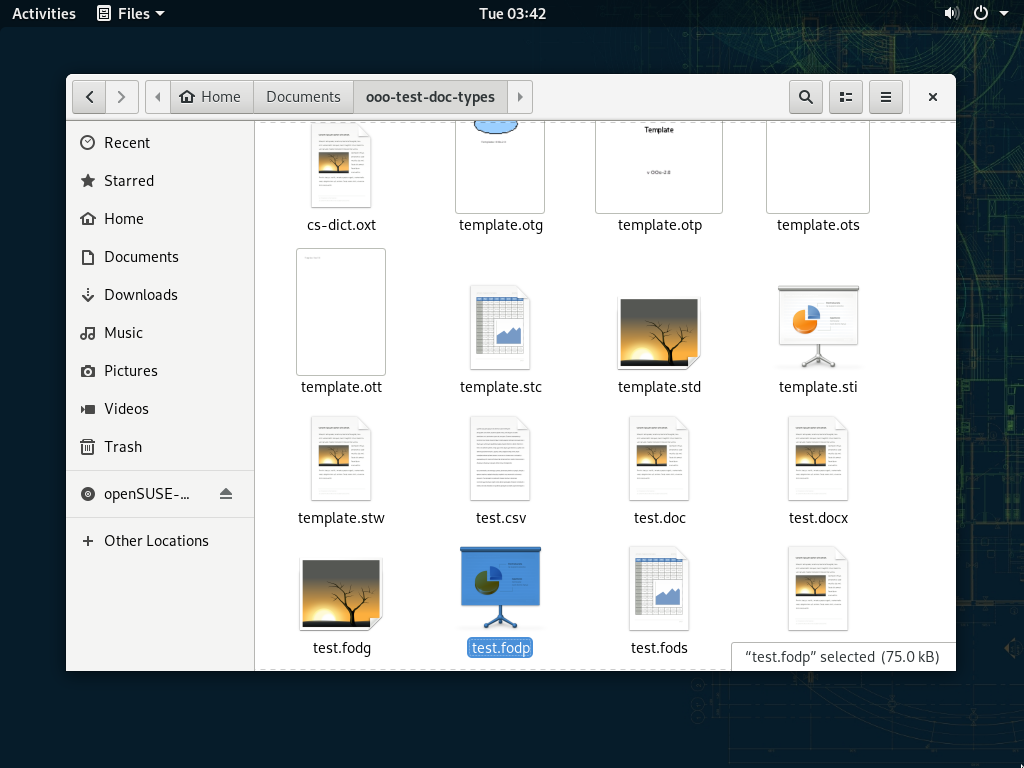 Activities Files Tue 03:42
Home Documents ooo-test-doc-types
Recent
Starred
Home
Documents
Downloads
Music
Pictures
Videos
Trash
openSUSE-...
Other Locations
Template
v OOo-2.0
cs-dict.oxt template.otg template.otp template.ots
template.ott template.stc template.std template.sti
template.stw test.csv test.doc test.docx
test.fodg test.fodp test.fods
“test.fodp” selected (75.0 kB)